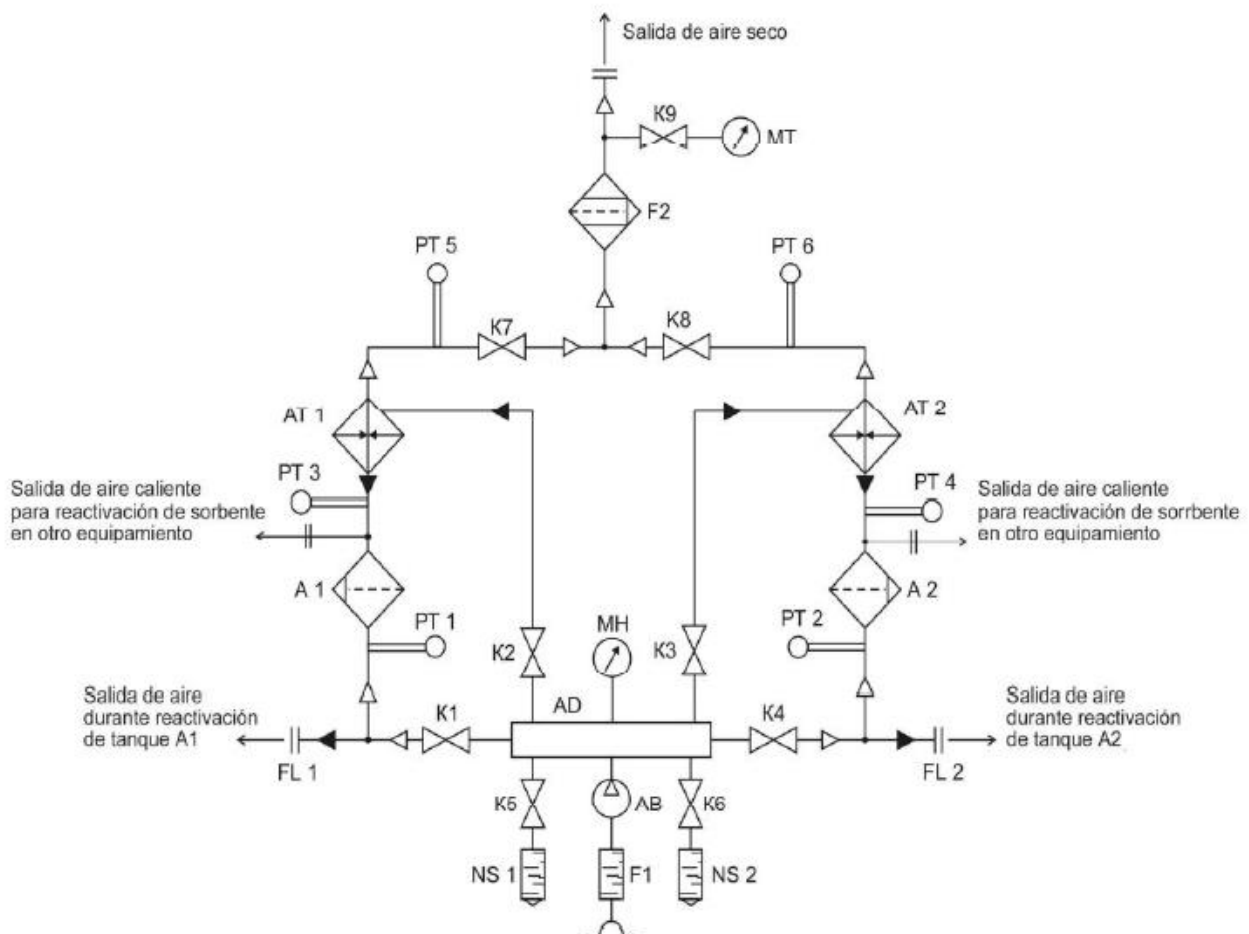 Salida de aire seco
K9
MT
F2
PT 5
PT 6
K7
K8
AT 1
AT 2
PT 3
PT 4
Salida de aire caliente
para reactivación de sorbente
en otro equipamiento
Salida de aire caliente
para reactivación de sorrbente
en otro equipamiento
A 1
A 2
PT 1
MH
PT 2
K2
K3
Salida de aire
durante reactivación
de tanque A1
AD
K1
K4
Salida de aire
durante reactivación
de tanque A2
FL 1
FL 2
K5
AB
K6
NS 1
F1
NS 2